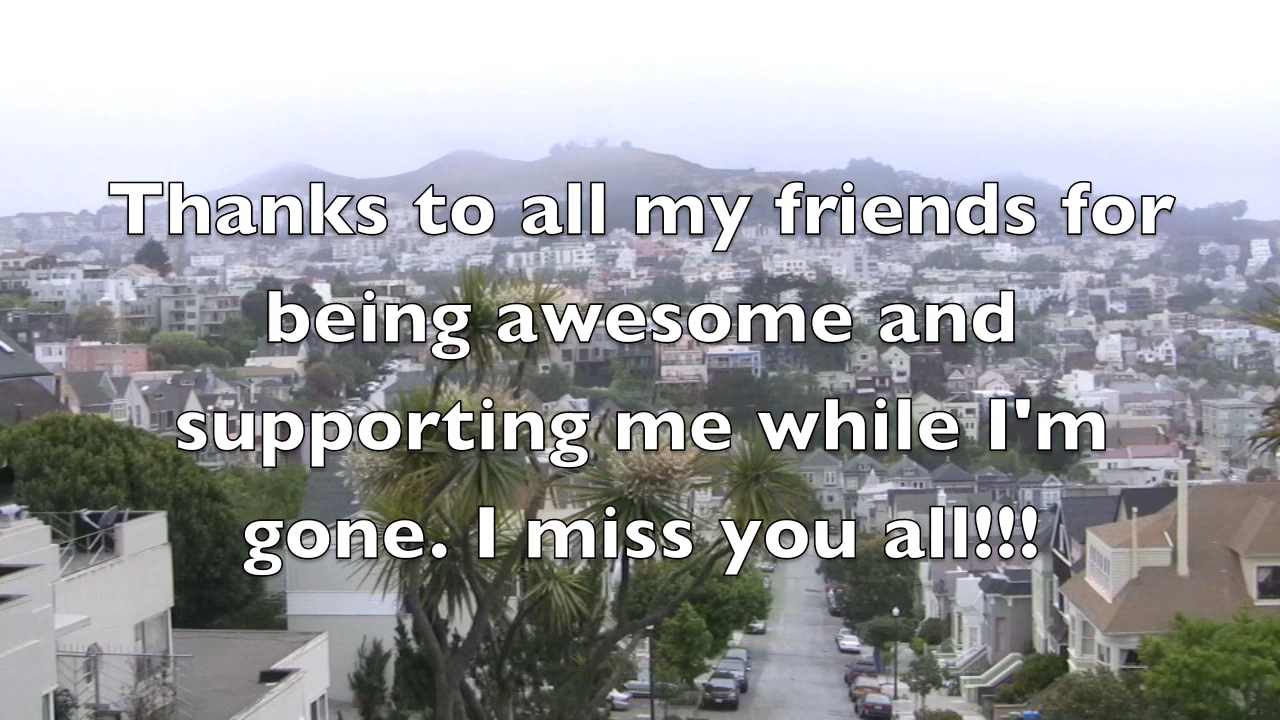 Thanks to all my friends for
being awesome and
supporting me while I'm
gone. I miss you all!!!